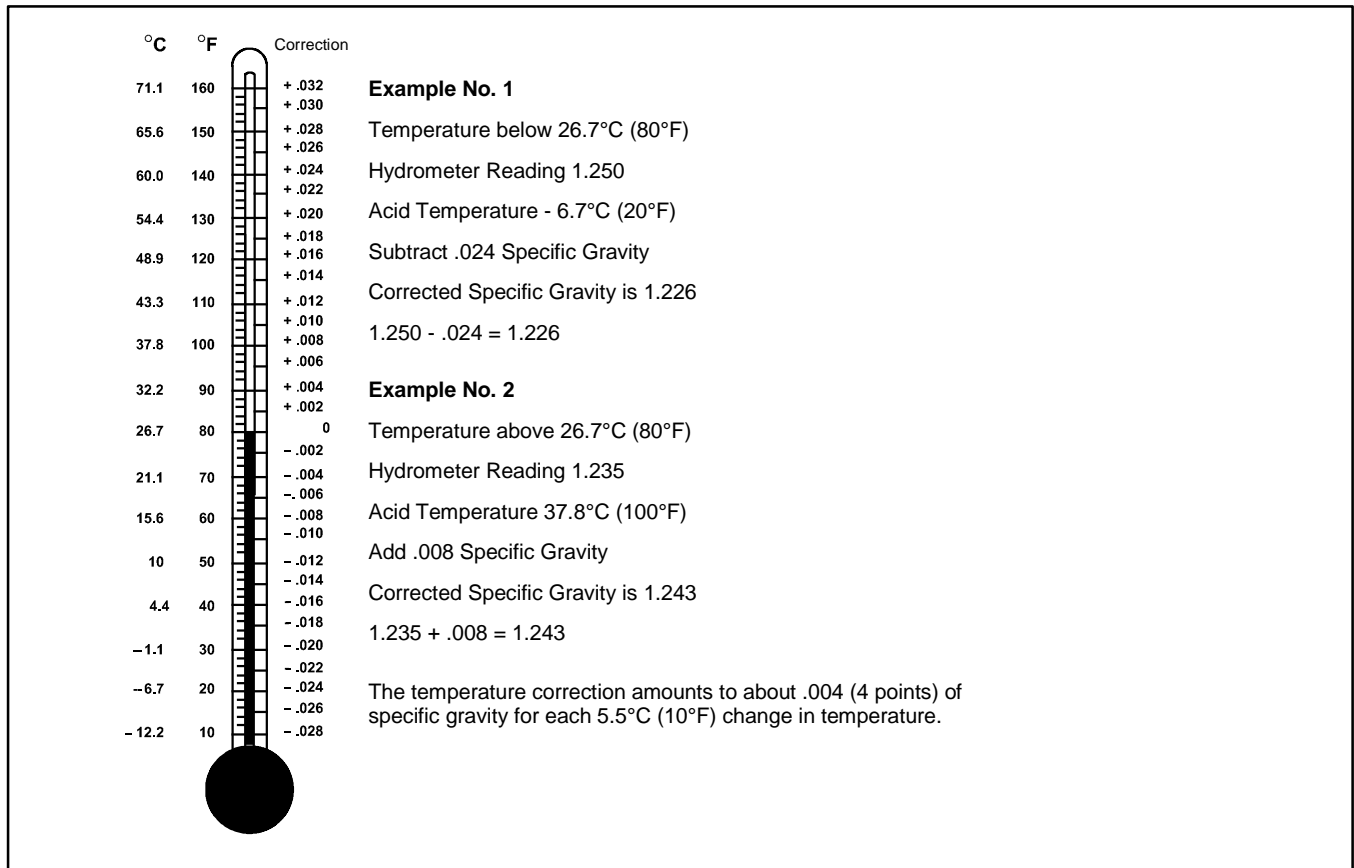 °C °F Correction
71.1 160 + .032
+ .030
65.6 150 + .028
+ .026
60.0 140 + .024
+ .022
54.4 130 + .020
+ .018
48.9 120 + .016
+ .014
43.3 110 + .012
+ .010
37.8 100 + .008
+ .006
32.2 90 + .004
+ .002
26.7 80 0
– .002
21.1 70 – .004
–. 006
15.6 60 – .008
– .010
10 50 – .012
– .014
4.4 40 – .016
– .018
–1.1 30 – .020
– .022
–6.7 20 – .024
– .026
– 12.2 10 – .028
Example No. 1
Temperature below 26.7°C (80°F)
Hydrometer Reading 1.250
Acid Temperature - 6.7°C (20°F)
Subtract .024 Specific Gravity
Corrected Specific Gravity is 1.226
1.250 - .024 = 1.226
Example No. 2
Temperature above 26.7°C (80°F)
Hydrometer Reading 1.235
Acid Temperature 37.8°C (100°F)
Add .008 Specific Gravity
Corrected Specific Gravity is 1.243
1.235 + .008 = 1.243
The temperature correction amounts to about .004 (4 points) of
specific gravity for each 5.5°C (10°F) change in temperature.